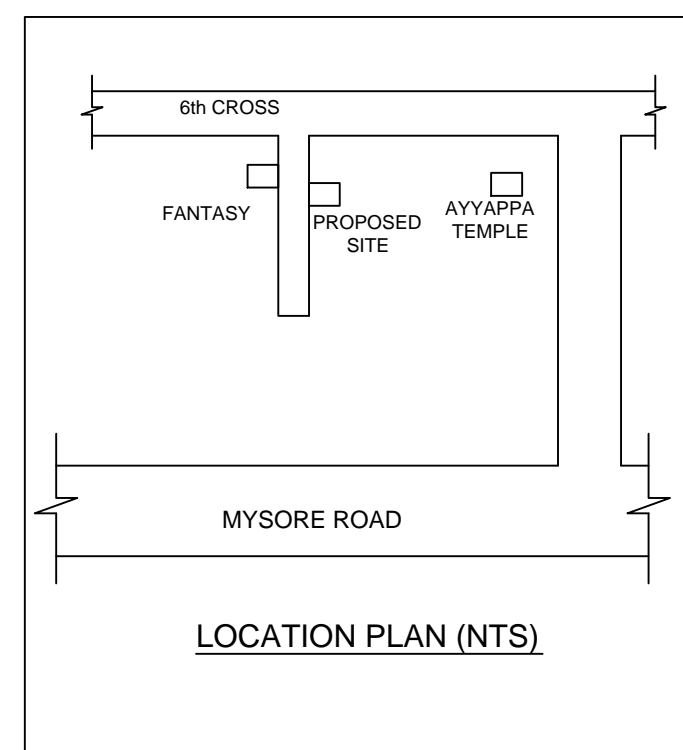 6th CROSS
FANTASY
PROPOSED
SITE
AYYAPPA
TEMPLE
MYSORE ROAD
LOCATION PLAN (NTS)